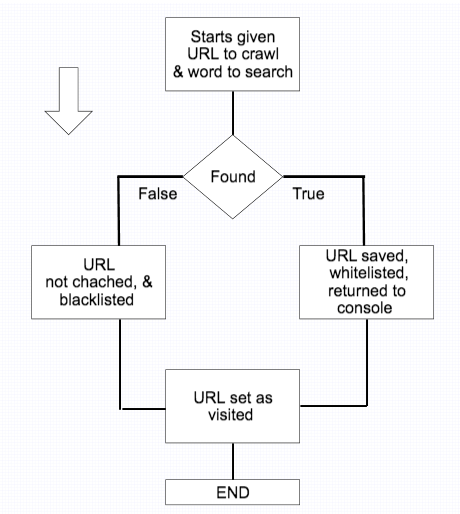 Starts given
URL to crawl
& word to search
Found
False
True
URL
not chached, &
blacklisted
URL saved,
whitelisted,
returned to
console
URL set as
visited
END